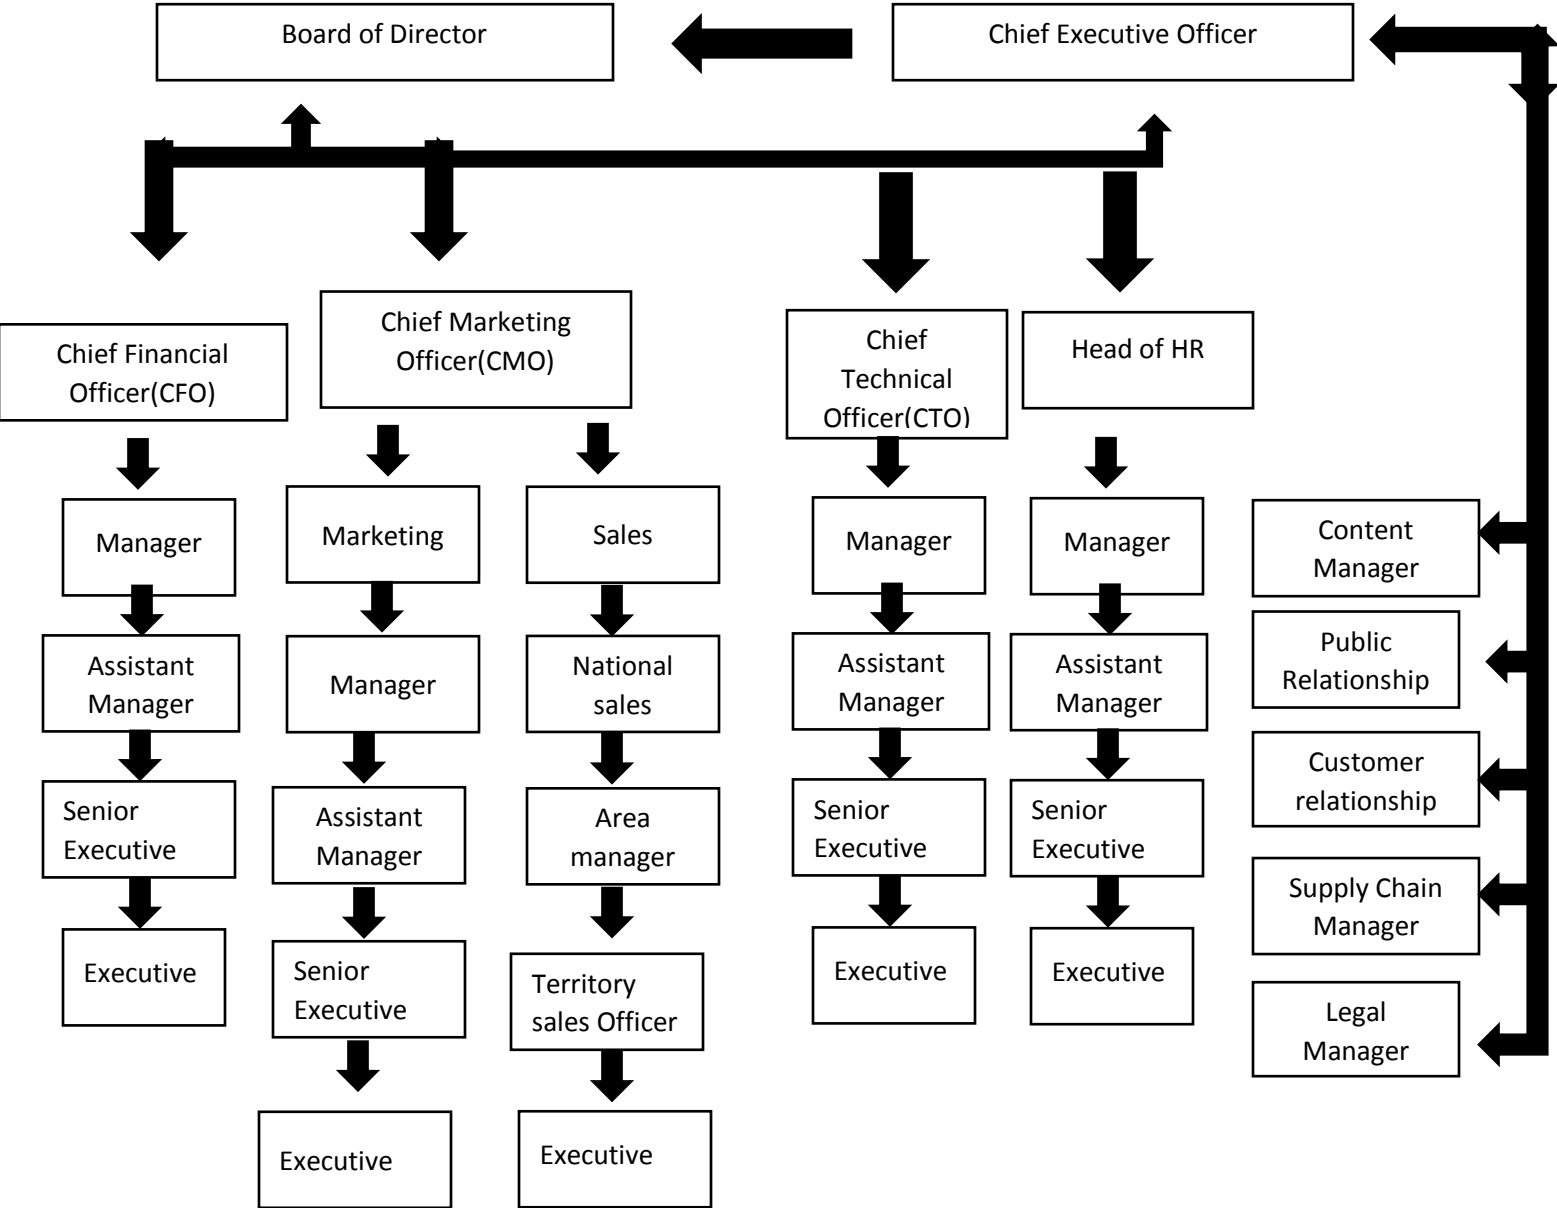 Board of Director
Chief Executive Officer
Chief Financial
Officer(CFO)
Chief Marketing
Officer(CMO)
Chief
Technical
Officer(CTO)
Head of HR
Manager
Marketing
Sales
Manager
Manager
Content
Manager
Assistant
Manager
Manager
National
sales
Assistant
Manager
Assistant
Manager
Public
Relationship
Senior
Executive
Assistant
Manager
Area
manager
Senior
Executive
Senior
Executive
Customer
relationship
Supply Chain
Manager
Executive
Senior
Executive
Territory
sales Officer
Executive
Executive
Legal
Manager
Executive
Executive